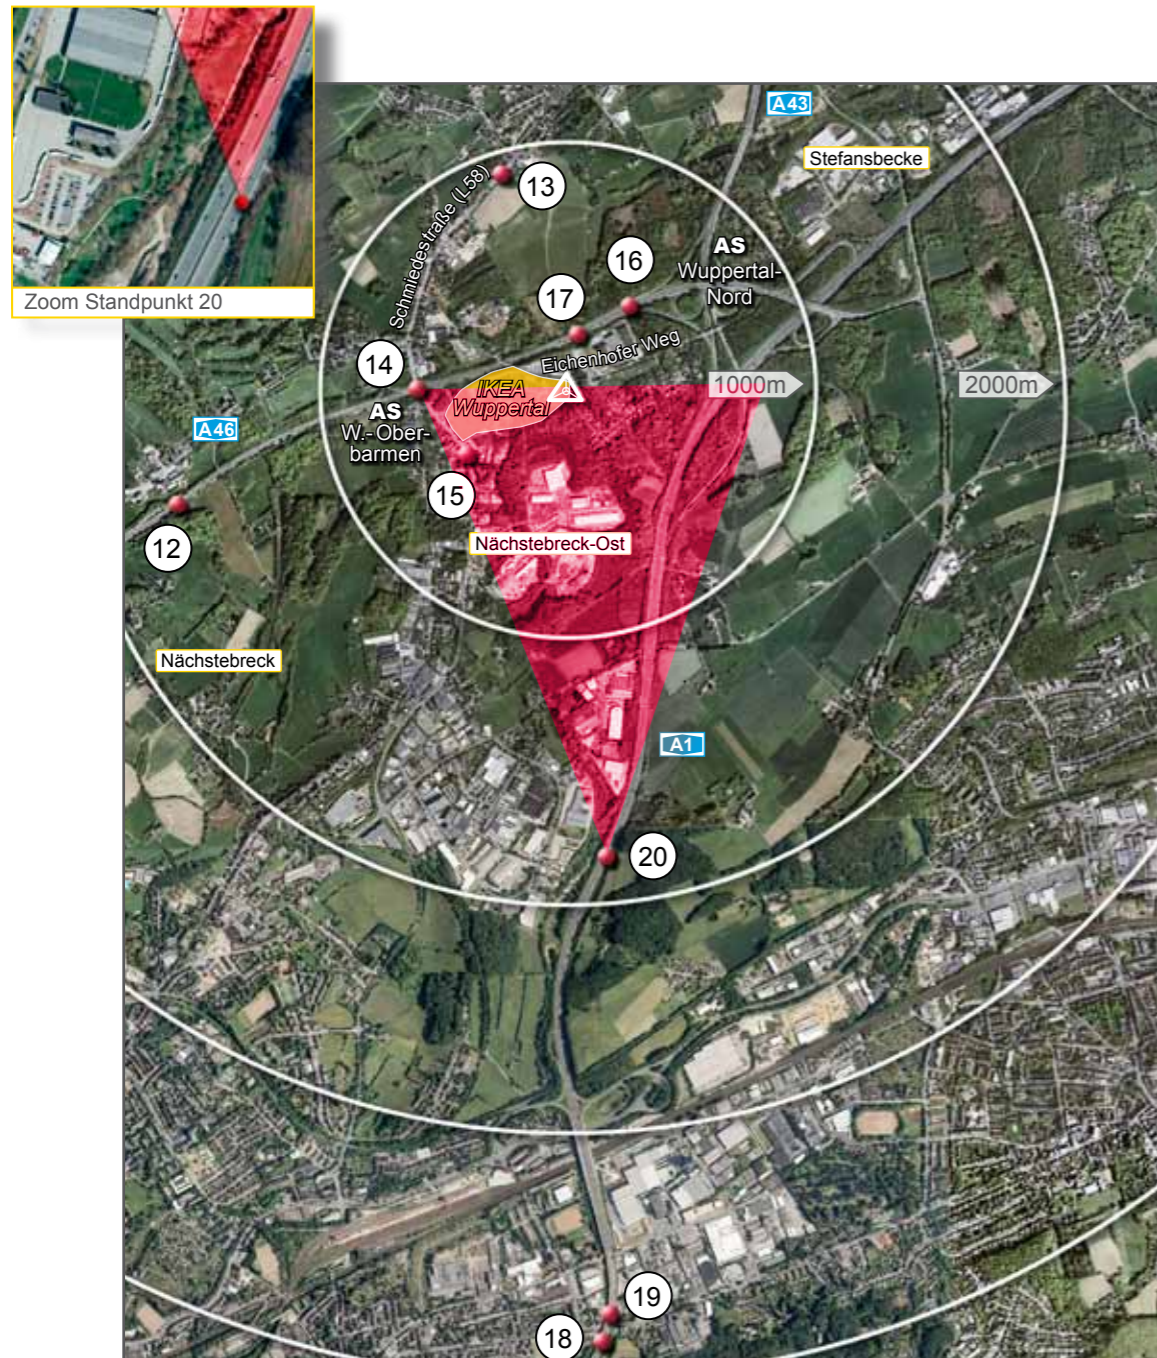 Zoom Standpunkt 20
A43
Stefansbecke
13
Schmiedestraße (L58)
16
AS
Wuppertal-
Nord
17
Eichenhofer Weg
14
IKEA
Wuppertal
1000m
2000m
AS
W.-Ober-
barmen
A46
15
12
Nächstebreck-Ost
Nächstebreck
A1
20
19
18